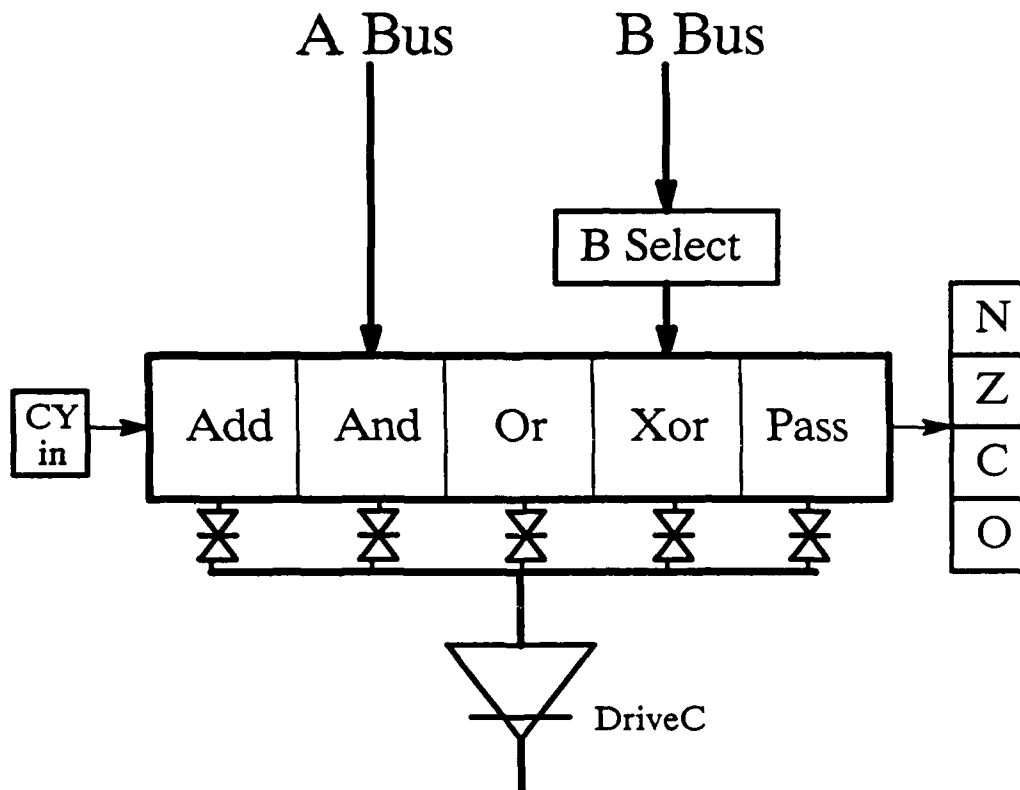 A Bus
B Bus
B Select
CY
in
Add
And
Or
Xor
Pass
N
Z
C
O
DriveC